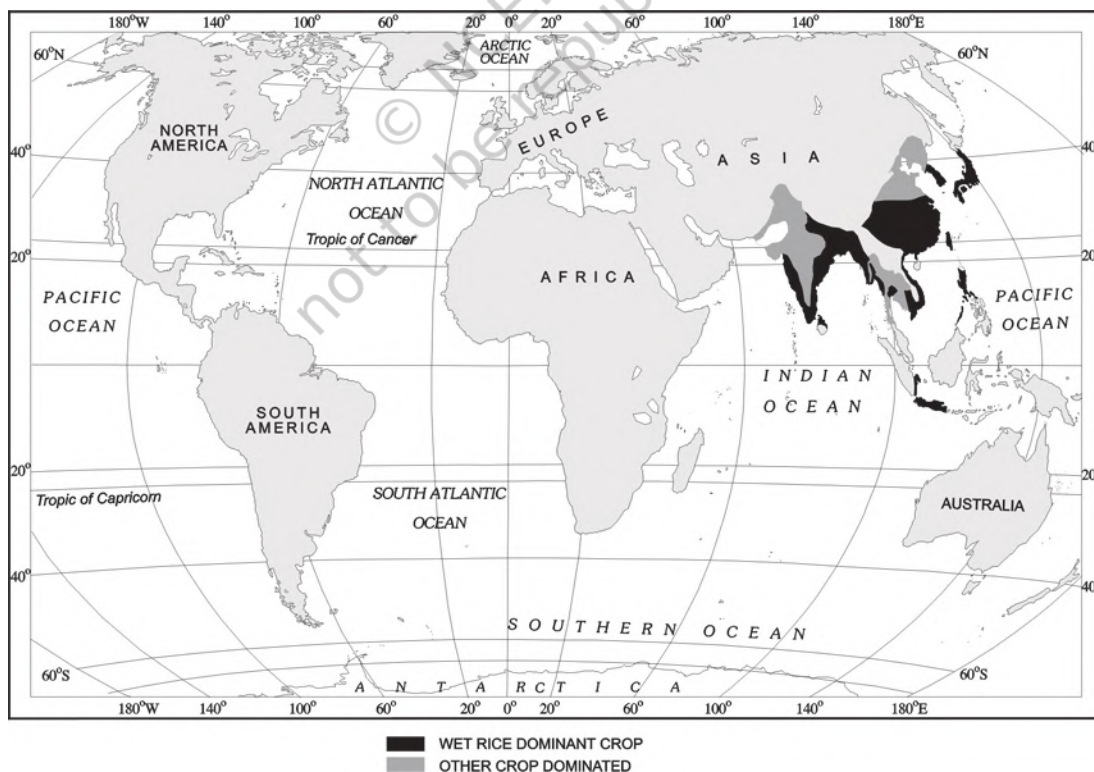 180°W 140° 100° 60° 20° 0° 20° 60° 100° 140° 180°E
60°N
ARCTIC
OCEAN
60°N
NORTH
AMERICA
EUROPE
ASIA
40°
40°
NORTH ATLANTIC
OCEAN
Tropic of Cancer
20°
20°
AFRICA
PACIFIC
OCEAN
PACIFIC
OCEAN
INDIAN
OCEAN
SOUTH
AMERICA
20°
20°
Tropic of Capricorn
SOUTH ATLANTIC
OCEAN
AUSTRALIA
40°
40°
SOUTHERN OCEAN
60°S
60°S
ANTARCTICA
180°W 140° 100° 60° 20° 0° 20° 60° 100° 140° 180°E
WET RICE DOMINANT CROP
OTHER CROP DOMINATED
not to be